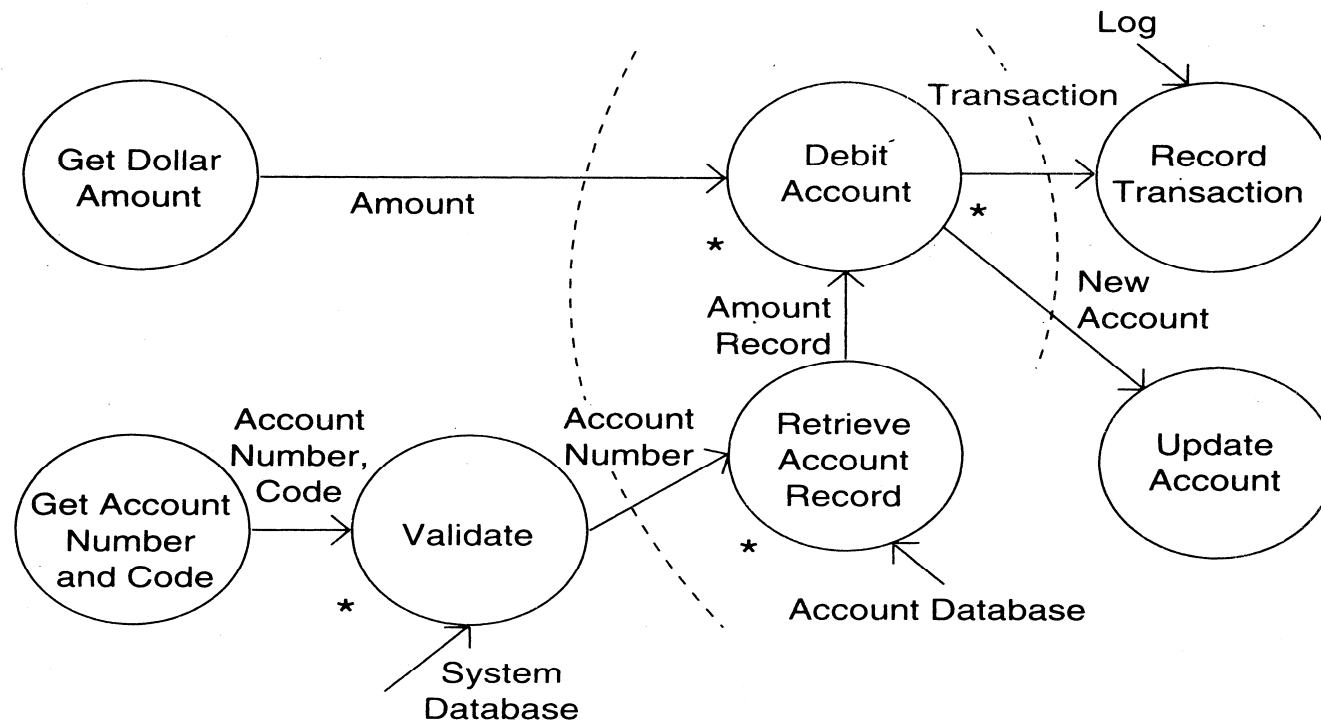 Log
Transaction
Get Dollar
Amount
Debit
Account
Record
Transaction
Amount
*
*
Amount
Record
New
Account
Account
Number,
Code
Account
Number
Retrieve
Account
Record
Update
Account
Get Account
Number
and Code
Validate
*
*
Account Database
System
Database